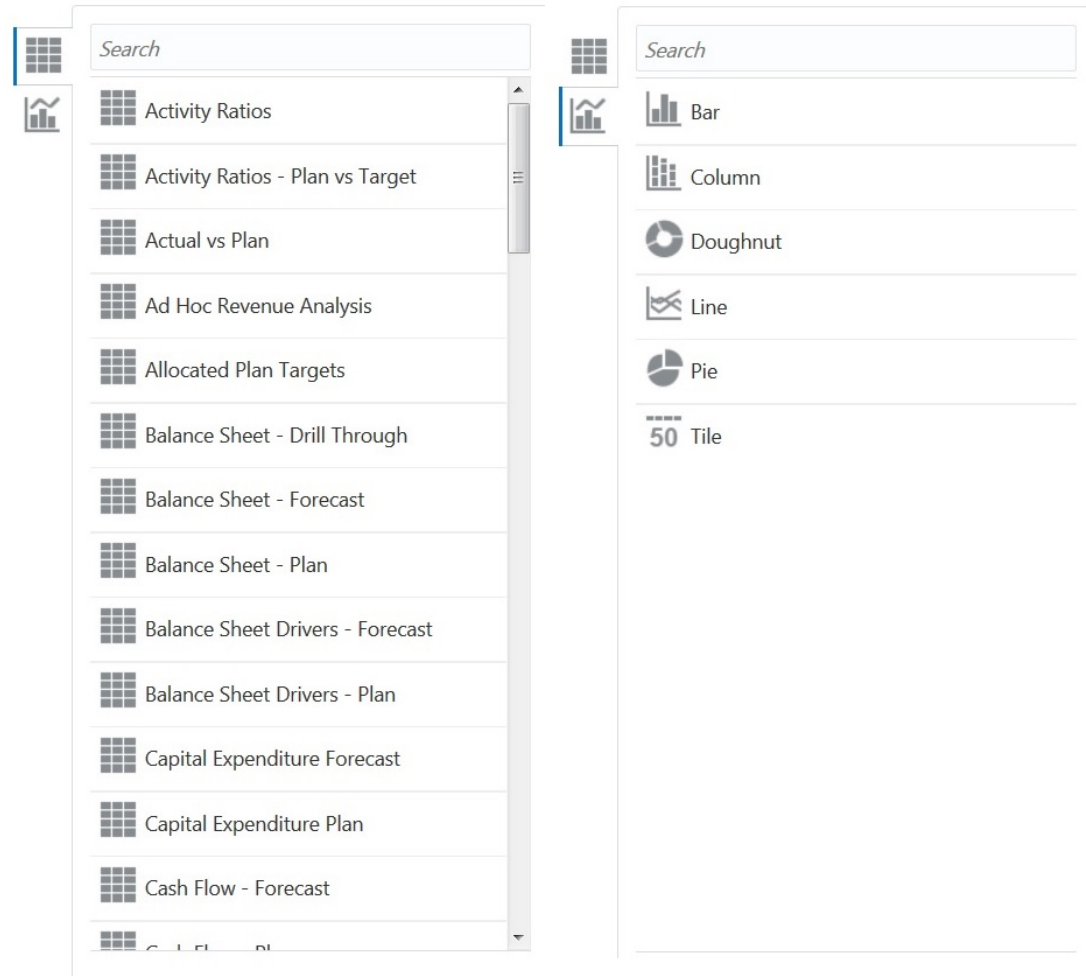 Search
Activity Ratios
Activity Ratios - Plan vs Target
Actual vs Plan
Ad Hoc Revenue Analysis
Allocated Plan Targets
Balance Sheet - Drill Through
Balance Sheet - Forecast
Balance Sheet - Plan
Balance Sheet Drivers - Forecast
Balance Sheet Drivers - Plan
Capital Expenditure Forecast
Capital Expenditure Plan
Cash Flow - Forecast
Search
Bar
Column
Doughnut
Line
Pie
50 Tile